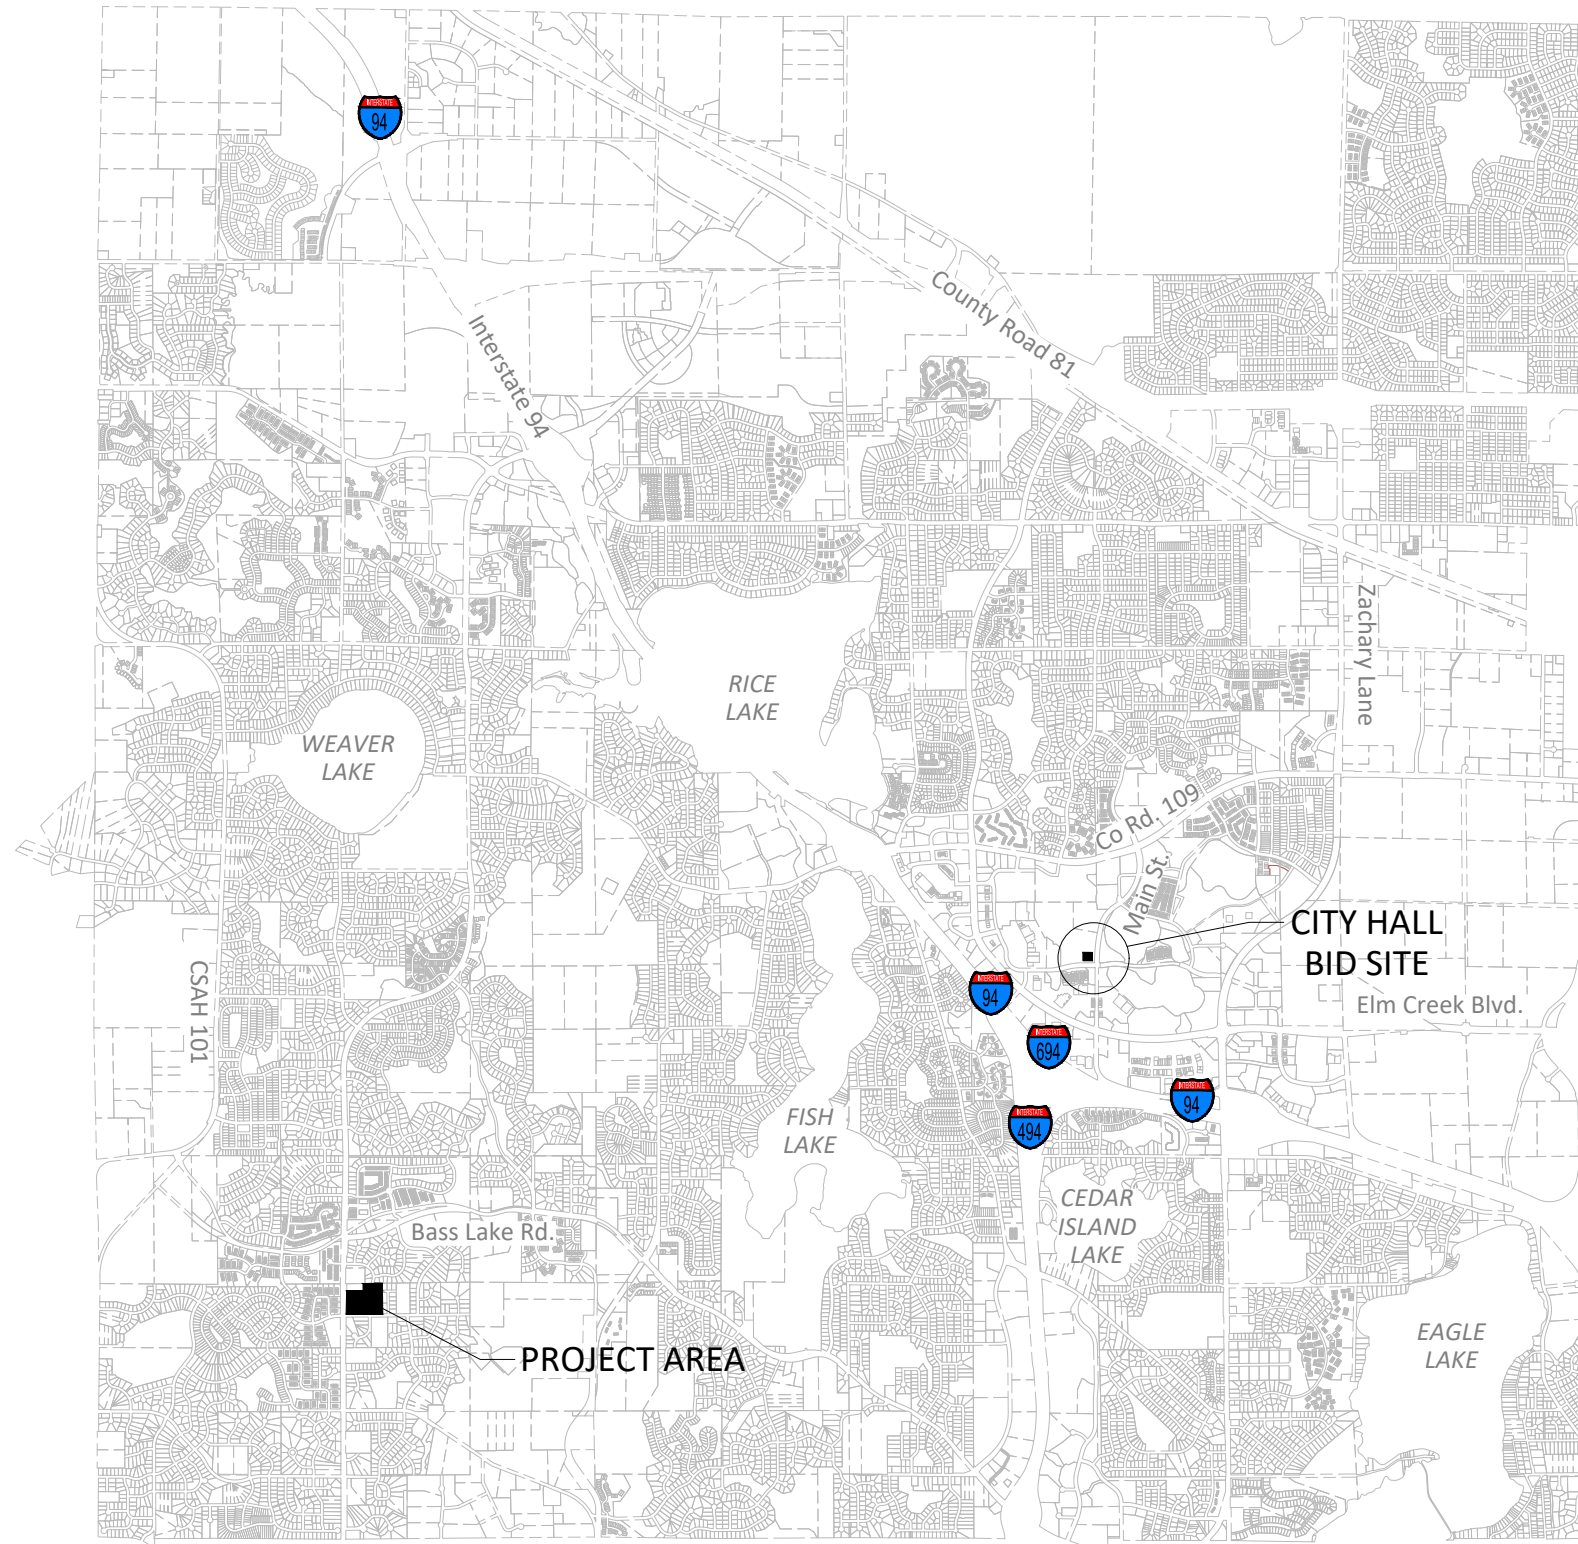 INTERSTATE
94
County Road 81
Interstate 94
Zachary Lane
RICE
LAKE
WEAVER
LAKE
Co Rd. 109
Main St.
CITY HALL
BID SITE
Elm Creek Blvd.
CSAH 101
INTERSTATE
94
INTERSTATE
694
INTERSTATE
94
INTERSTATE
494
FISH
LAKE
CEDAR
ISLAND
LAKE
Bass Lake Rd.
EAGLE
LAKE
PROJECT AREA